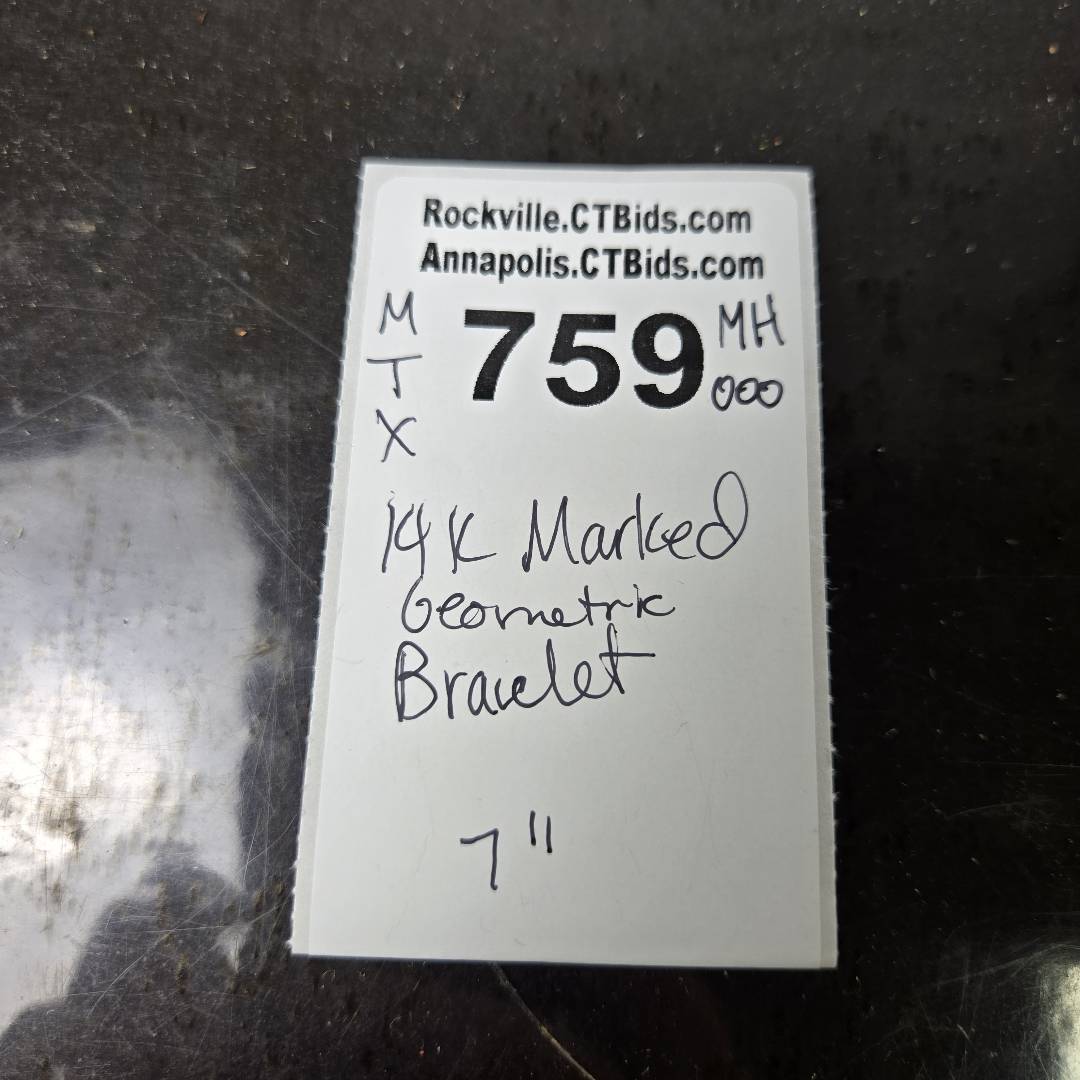 Rockville.CTBids.com
Annapolis.CTBids.com
M
T
X
759
MH
000
14K Marked
Geometric
Bracelet
7"